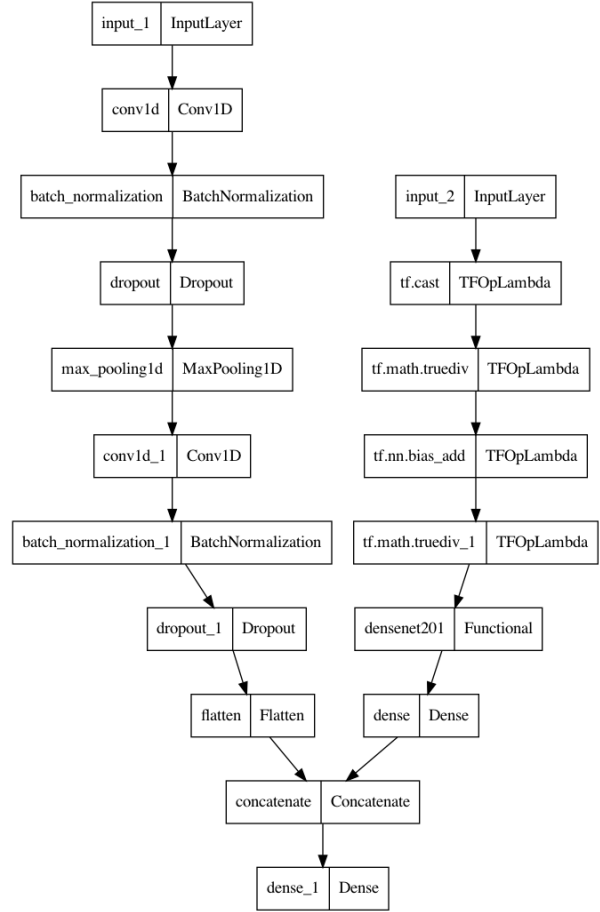 input_1 InputLayer
conv1d Conv1D
batch_normalization BatchNormalization
input_2 InputLayer
dropout Dropout
tf.cast TFOpLambda
max_pooling1d MaxPooling1D
tf.math.truediv TFOpLambda
conv1d_1 Conv1D
tf.nn.bias_add TFOpLambda
batch_normalization_1 BatchNormalization
tf.math.truediv_1 TFOpLambda
dropout_1 Dropout
densenet201 Functional
flatten Flatten
dense Dense
concatenate Concatenate
dense_1 Dense